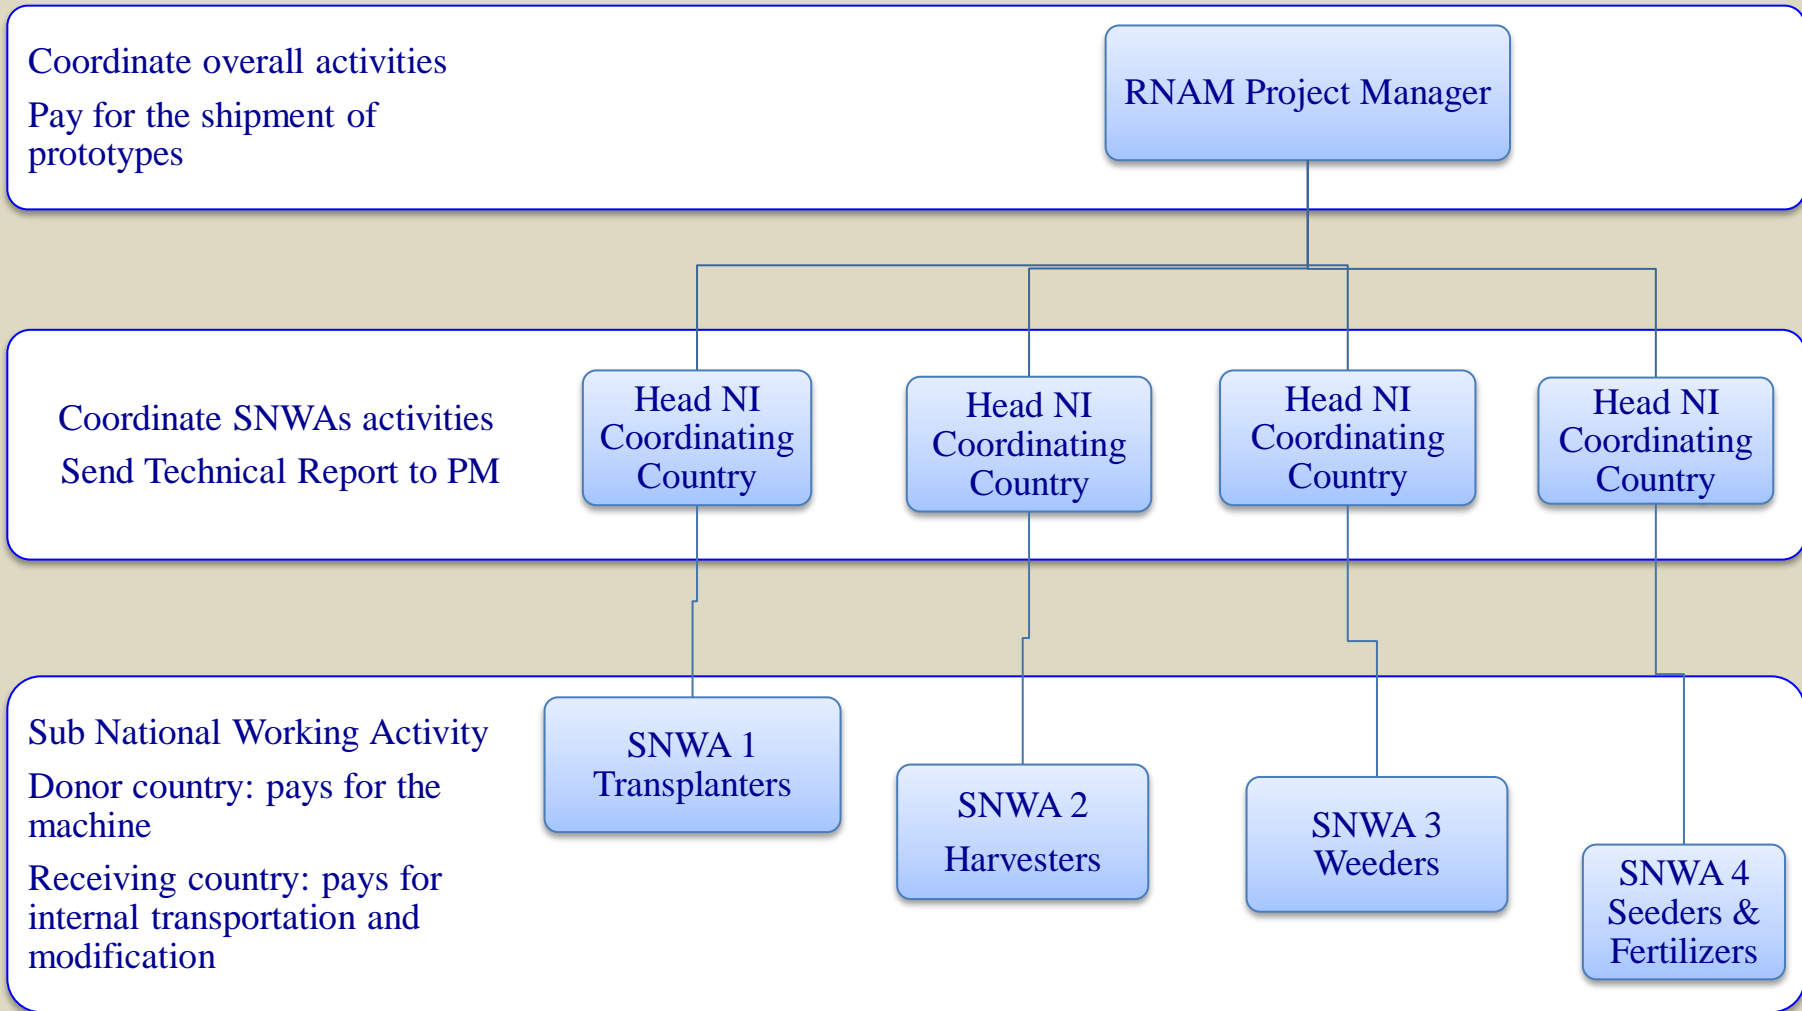 Coordinate overall activities
Pay for the shipment of
prototypes
RNAM Project Manager
Coordinate SNWAs activities
Send Technical Report to PM
Head NI
Coordinating
Country
Head NI
Coordinating
Country
Head NI
Coordinating
Country
Head NI
Coordinating
Country
Sub National Working Activity
Donor country: pays for the
machine
Receiving country: pays for
internal transportation and
modification
SNWA 1
Transplanters
SNWA 2
Harvesters
SNWA 3
Weeders
SNWA 4
Seeders &
Fertilizers